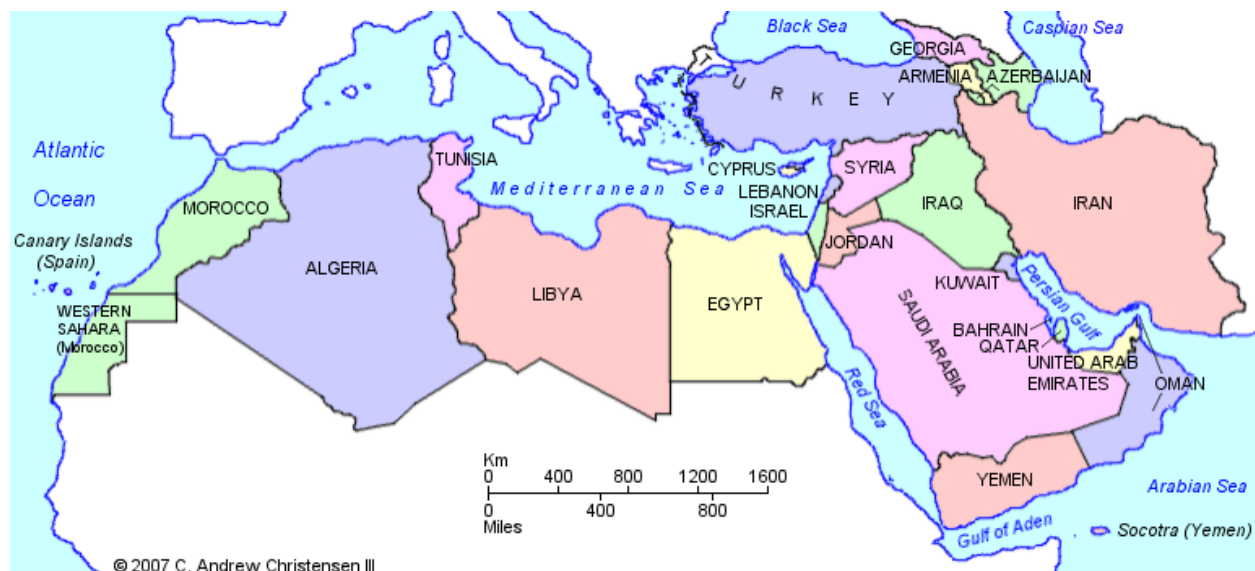 Black Sea
Caspian Sea
GEORGIA
TURKEY
ARMENIA
AZERBAIJAN
Atlantic
Ocean
TUNISIA
Mediterranean Sea
CYPRUS
SYRIA
LEBANON
ISRAEL
IRAQ
IRAN
MOROCCO
Canary Islands
(Spain)
ALGERIA
JORDAN
LIBYA
EGYPT
KUWAIT
Persian Gulf
WESTERN
SAHARA
(Morocco)
SAUDI ARABIA
BAHRAIN
QATAR
UNITED ARAB
EMIRATES
OMAN
Red Sea
YEMEN
Arabian Sea
Gulf of Aden
Socotra (Yemen)
Km
0 400 800 1200 1600
0 400 800
Miles
© 2007 C. Andrew Christensen III